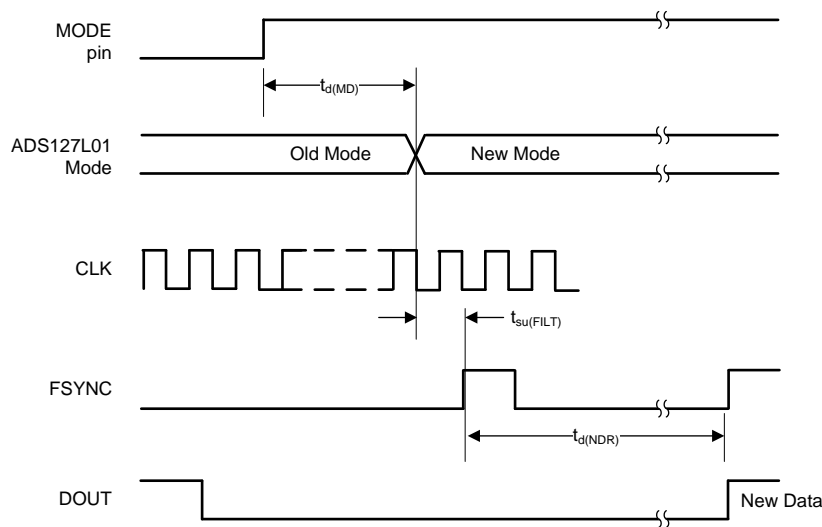 MODE
pin
t_d(MD)
ADS127L01
Mode
Old Mode
New Mode
CLK
t_su(FILT)
FSYNC
t_d(NDR)
DOUT
New Data